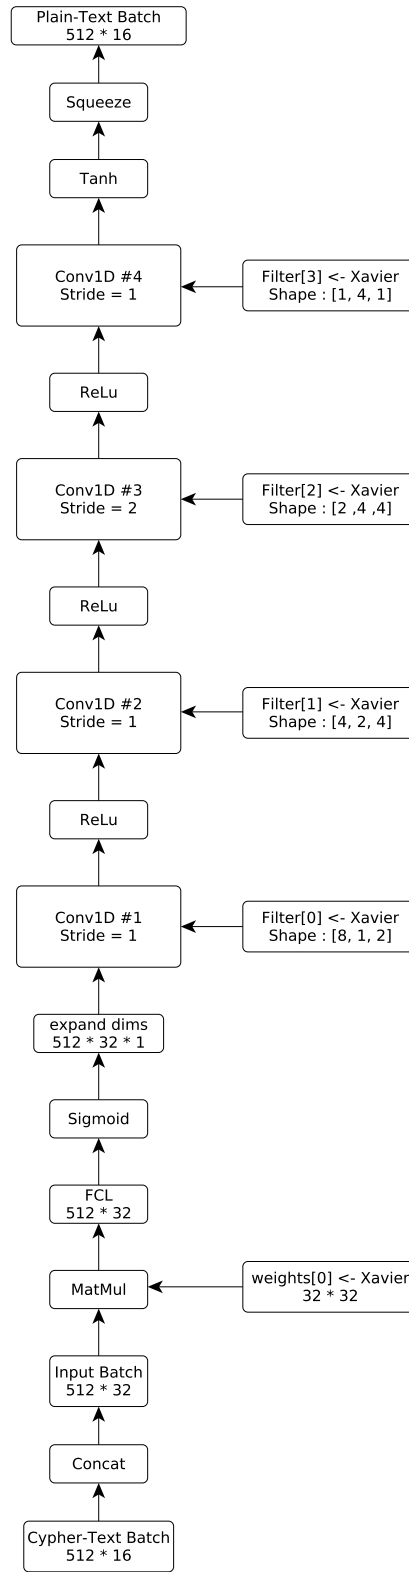 Plain-Text Batch
512 * 16
Squeeze
Tanh
Conv1D #4
Stride = 1
Filter[3] <- Xavier
Shape : [1, 4, 1]
ReLu
Conv1D #3
Stride = 2
Filter[2] <- Xavier
Shape : [2 ,4 ,4]
ReLu
Conv1D #2
Stride = 1
Filter[1] <- Xavier
Shape : [4, 2, 4]
ReLu
Conv1D #1
Stride = 1
Filter[0] <- Xavier
Shape : [8, 1, 2]
expand dims
512 * 32 * 1
Sigmoid
FCL
512 * 32
MatMul
weights[0] <- Xavier
32 * 32
Input Batch
512 * 32
Concat
Cypher-Text Batch
512 * 16